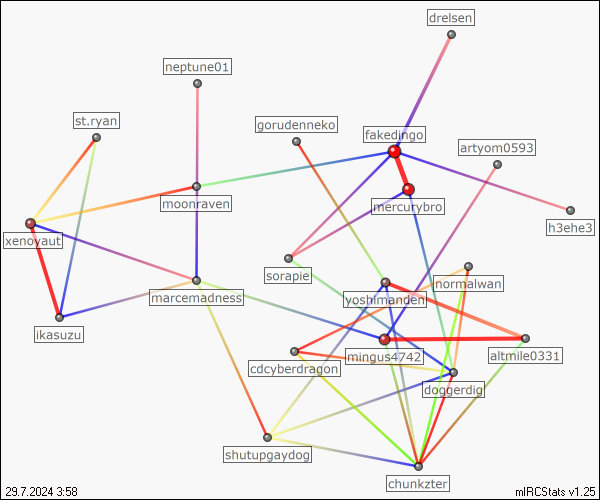 drelsen
neptune01
st.ryan
gorudenneko
fakedingo
artyom0593
moonraven
mercurybro
h3ehe3
xenoyaut
sorapie
normalwan
marcemadness
yoshimanden
ikasuzu
mingus4742
altmile0331
cdcyberdragon
doggerdig
shutupgaydog
chunkzter
29.7.2024 3:58
mIRCStats v1.25